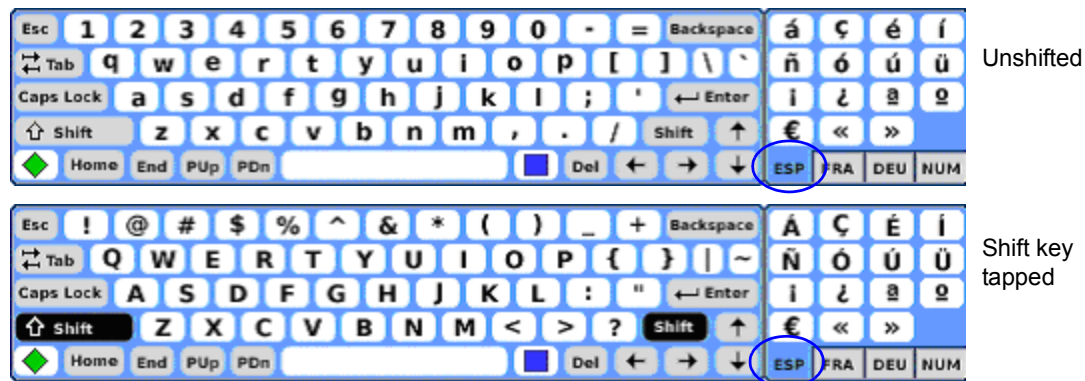 Esc 1 2 3 4 5 6 7 8 9 0 - = Backspace á Ç é í
Tab q w e r t y u i o p [ ] \ ` ñ ó ú ü Unshifted
Caps Lock a s d f g h j k l ; ' Enter ¡ ¿ ª º
Shift z x c v b n m , . / Shift ↑ € « »
Home End PUp PDn Del ← → ↓ ESP FRA DEU NUM
Esc ! @ # $ % ^ & * ( ) _ + Backspace Á Ç É Í
Tab Q W E R T Y U I O P { } | ~ Ñ Ó Ú Ü Shift key
Caps Lock A S D F G H J K L : " Enter ¡ ¿ ª º tapped
Shift Z X C V B N M < > ? Shift ↑ € « »
Home End PUp PDn Del ← → ↓ ESP FRA DEU NUM